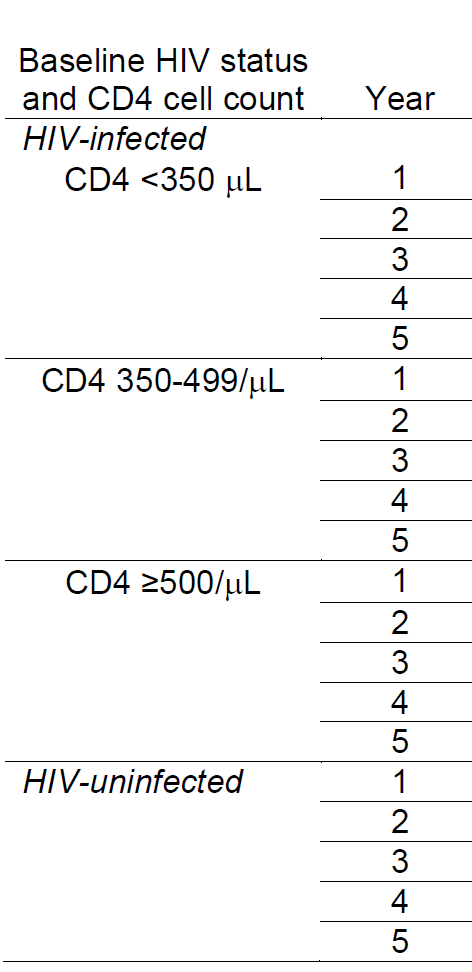 Baseline HIV status
and CD4 cell count Year
HIV-infected
CD4 <350 μL 1
2
3
4
5
CD4 350-499/μL 1
2
3
4
5
CD4 ≥500/μL 1
2
3
4
5
HIV-uninfected 1
2
3
4
5